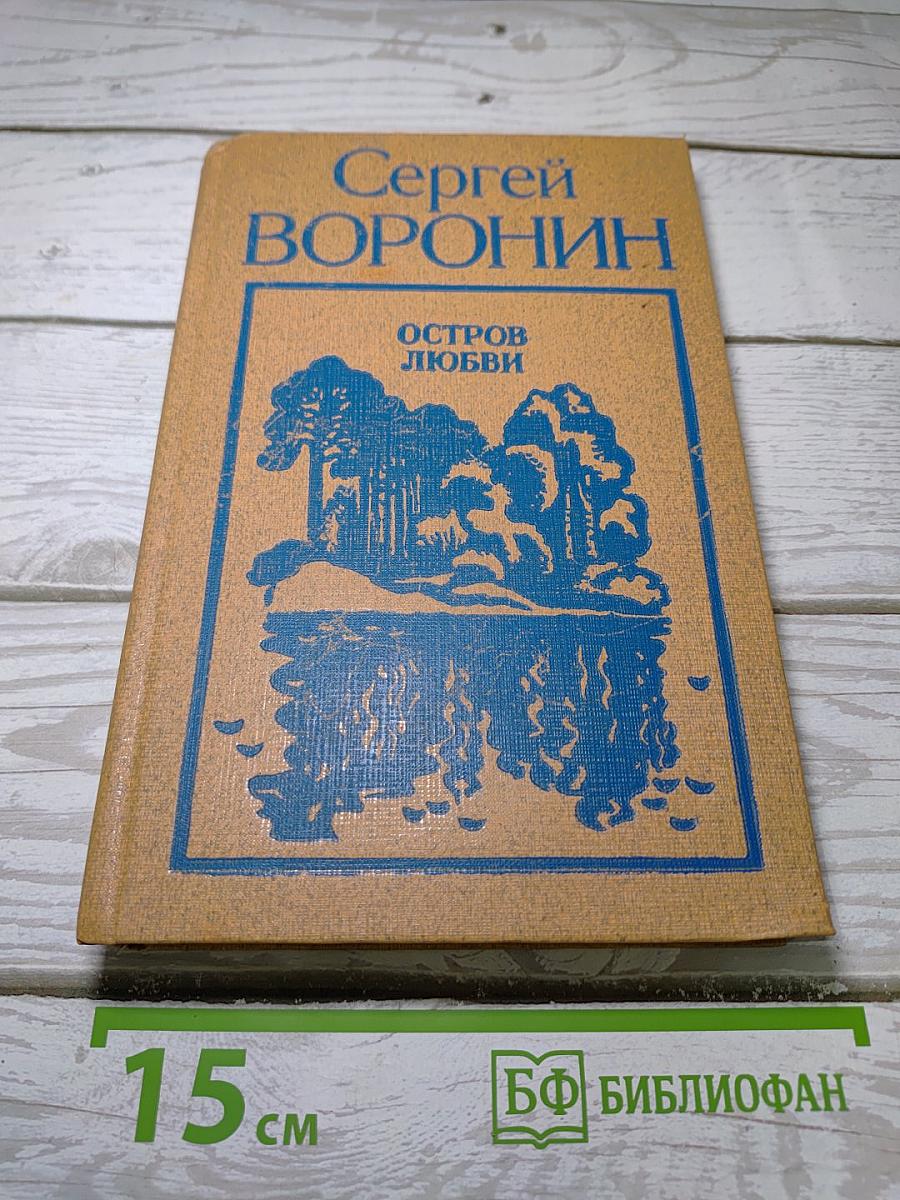 Сергей
ВОРОНИН
ОСТРОВ
ЛЮБВИ
15 см
БФ БИБЛИОФАН